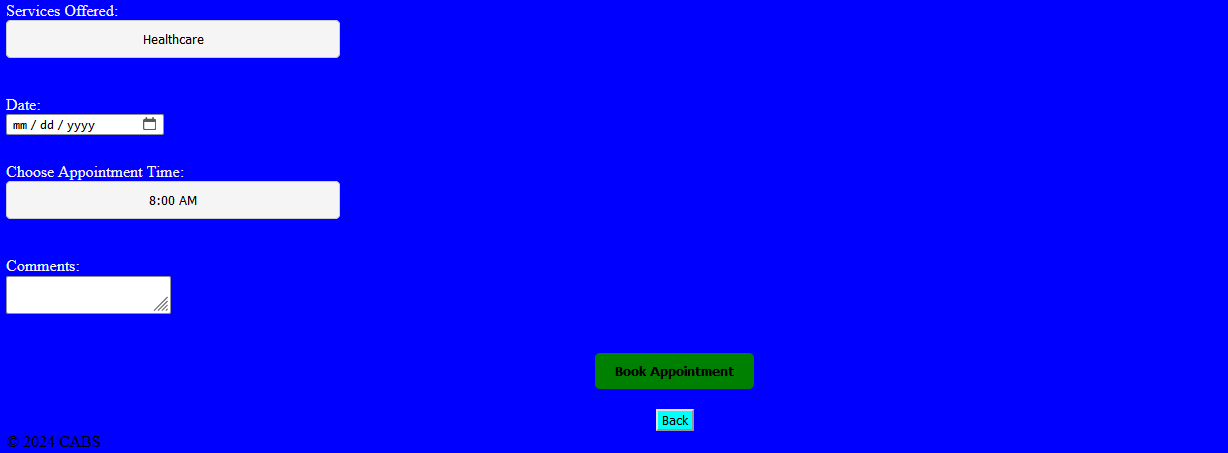 Services Offered:
Healthcare
Date:
mm / dd / yyyy
Choose Appointment Time:
8:00 AM
Comments:
Book Appointment
Back
© 2024 CABS